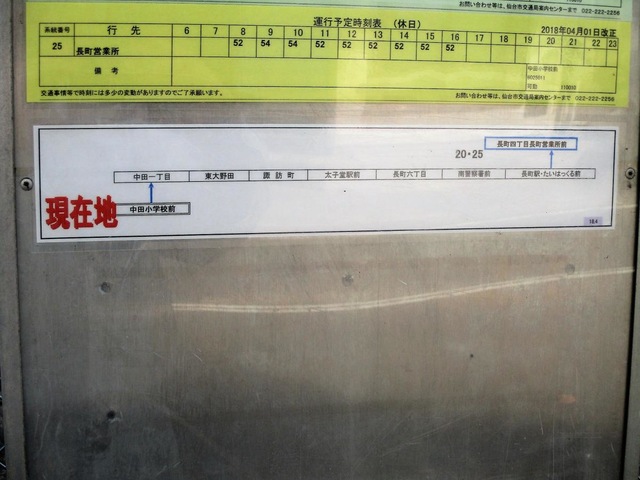 お問い合わせ等は、仙台市交通局案内センターまで 022-222-2256
運行予定時刻表 (休日)
2018年04月01日改正
系統番号 行先 6 7 8 9 10 11 12 13 14 15 16 17 18 19 20 21 22 23
25 長町営業所 52 54 54 52 52 52 52 52 52
備考
中田小学校前
交通事情等で時刻には多少の変動がありますのでご了承願います。
お問い合わせ等は、仙台市交通局案内センターまで 022-222-2256
長町四丁目長町営業所前
20・25
中田一丁目 東大野田 諏訪町 太子堂駅前 長町六丁目 南警察署前 長町駅・たいはっくる前
現在地 中田小学校前
18.4